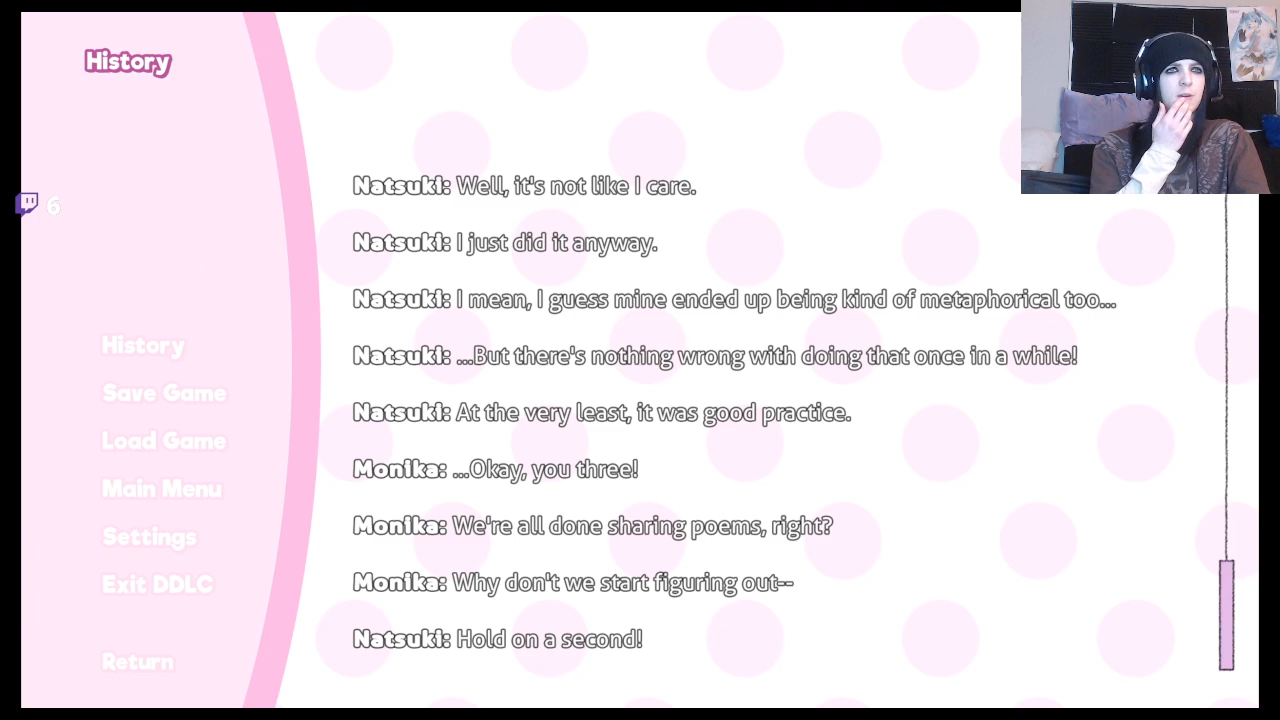 History
6
History
Save Game
Load Game
Main Menu
Settings
Exit DDLC
Return
Natsuki: Well, it's not like I care.
Natsuki: I just did it anyway.
Natsuki: I mean, I guess mine ended up being kind of metaphorical too...
Natsuki: ...But there's nothing wrong with doing that once in a while!
Natsuki: At the very least, it was good practice.
Monika: ...Okay, you three!
Monika: We're all done sharing poems, right?
Monika: Why don't we start figuring out--
Natsuki: Hold on a second!